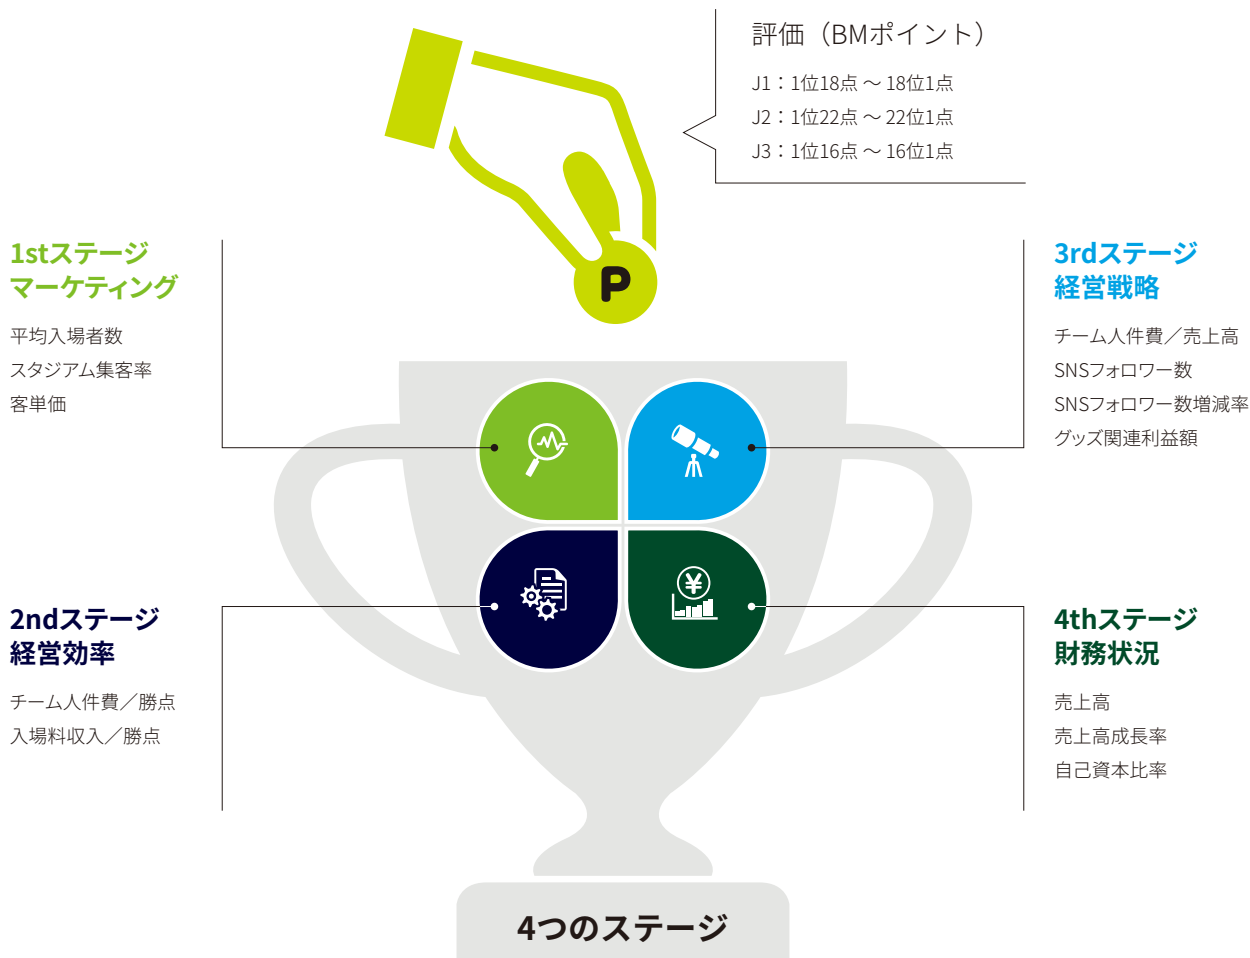 評価（BMポイント）
J1：1位18点 ～ 18位1点
J2：1位22点 ～ 22位1点
J3：1位16点 ～ 16位1点
P
1stステージ
マーケティング
平均入場者数
スタジアム集客率
客単価
2ndステージ
経営効率
チーム人件費／勝点
入場料収入／勝点
3rdステージ
経営戦略
チーム人件費／売上高
SNSフォロワー数
SNSフォロワー数増減率
グッズ関連利益額
4thステージ
財務状況
売上高
売上高成長率
自己資本比率
¥
4つのステージ